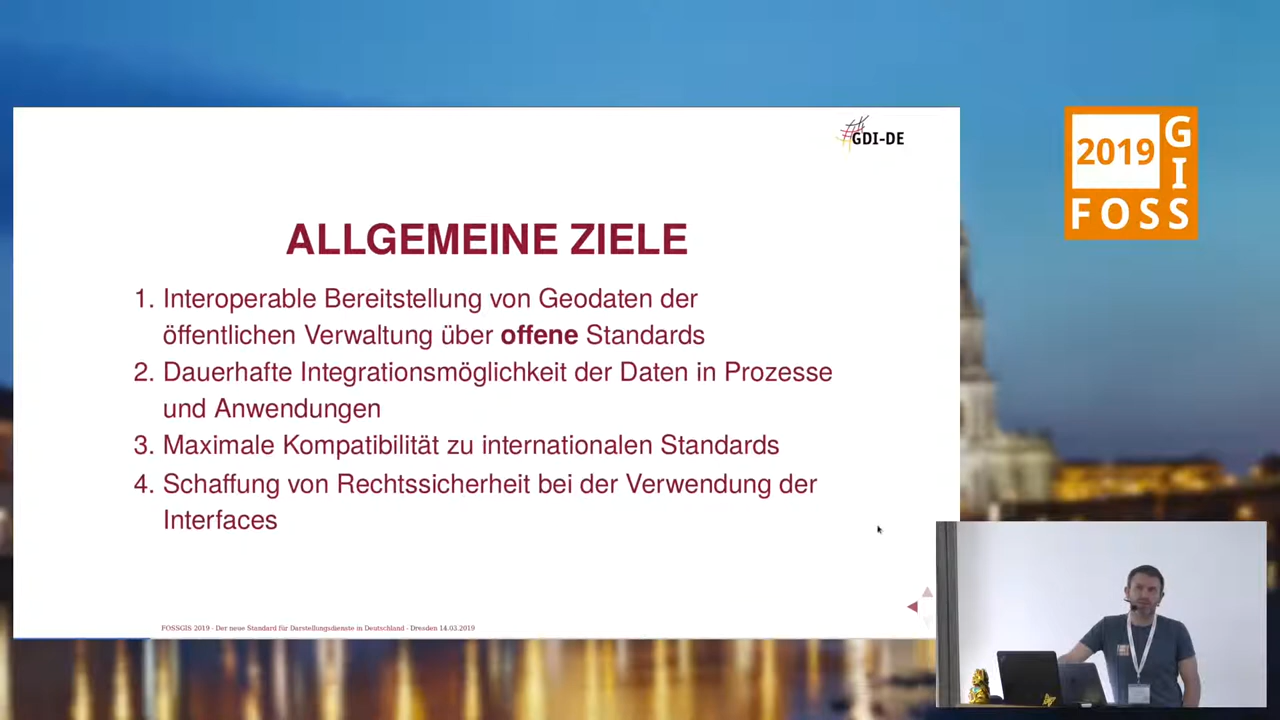 GDI-DE
ALLGEMEINE ZIELE
1. Interoperable Bereitstellung von Geodaten der
öffentlichen Verwaltung über offene Standards
2. Dauerhafte Integrationsmöglichkeit der Daten in Prozesse
und Anwendungen
3. Maximale Kompatibilität zu internationalen Standards
4. Schaffung von Rechtssicherheit bei der Verwendung der
Interfaces
FOSSGIS 2019 - Der neue Standard für Darstellungsdienste in Deutschland - Dresden 14.03.2019
2019
GIS
FOSS